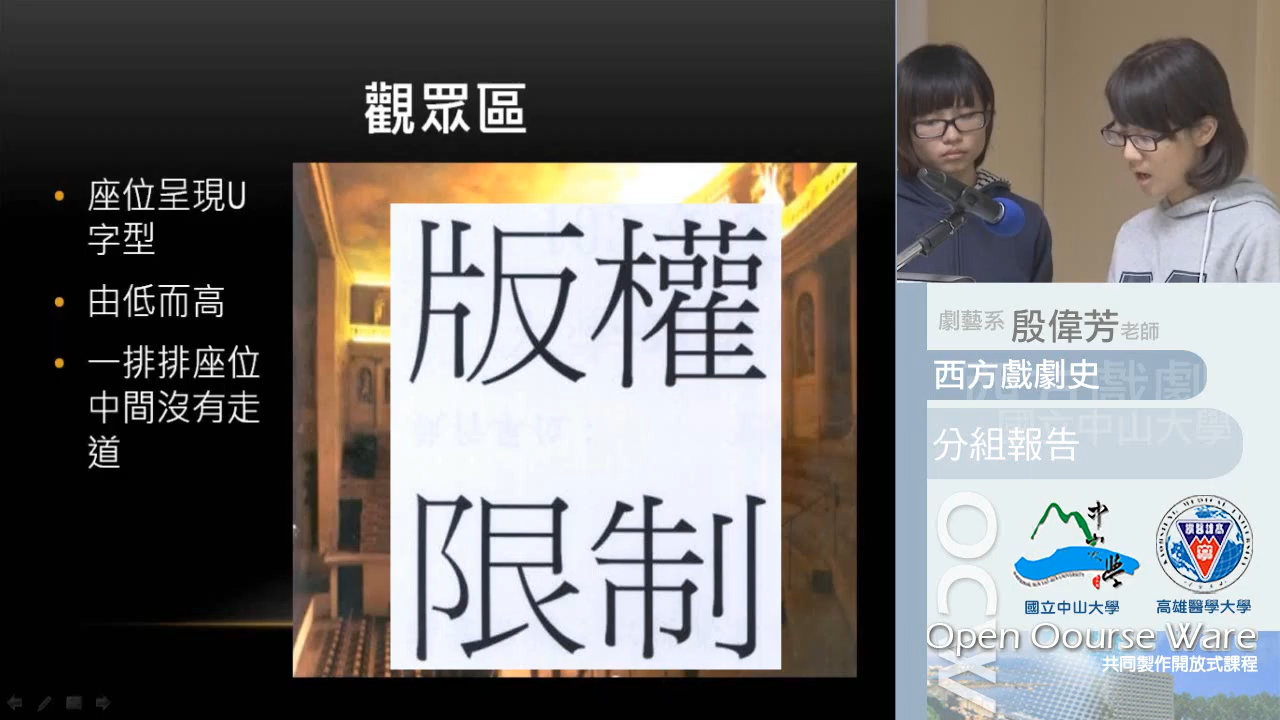 觀眾區
座位呈現U
字型
由低而高
一排排座位
中間沒有走
道
版權
限制
劇藝系 殷偉芳老師
西方戲劇史
分組報告
OCW
國立中山大學
高雄醫學大學
Open Oourse Ware
共同製作開放式課程